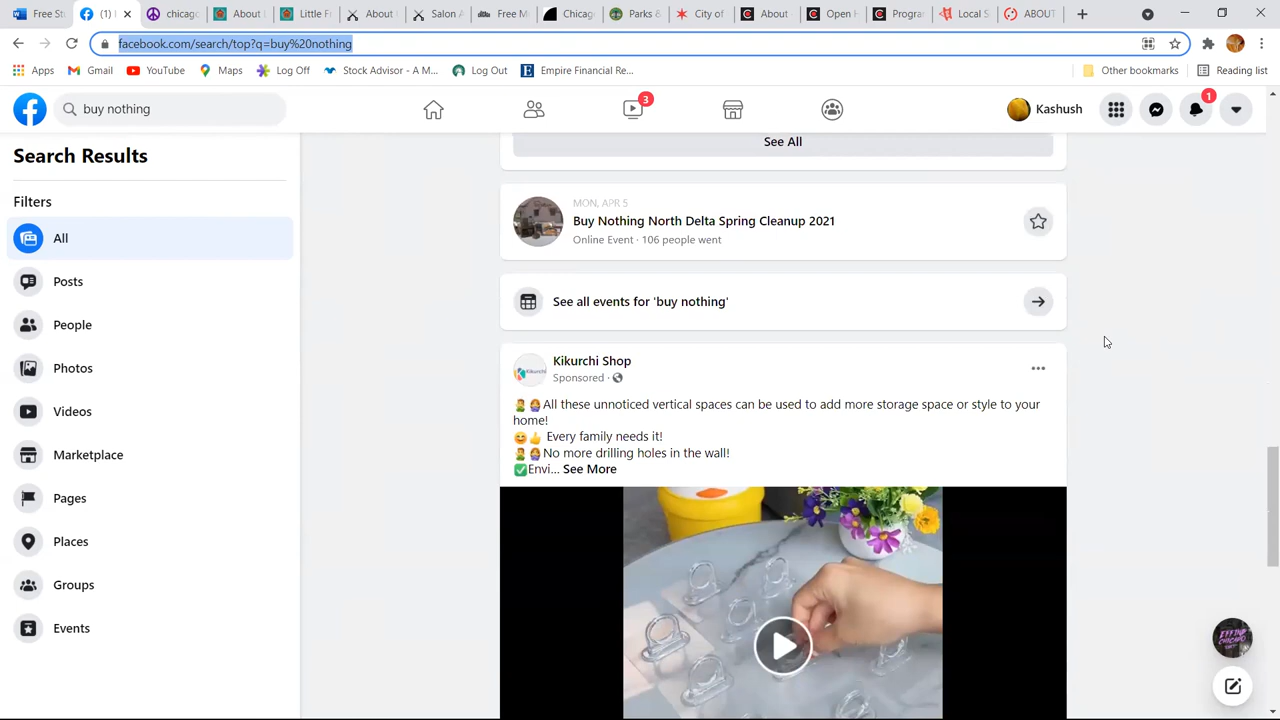 Free St
(1)
chicago
About
Little Fr
About
Salon A
Free M
Chicag
Parks &
City of
About
Open H
Progra
Local S
ABOUT
facebook.com/search/top?q=buy%20nothing
Apps
Gmail
YouTube
Maps
Log Off
Stock Advisor - A M...
Log Out
Empire Financial Re...
Other bookmarks
Reading list
buy nothing
3
Kashush
1
Search Results
Filters
All
Posts
People
Photos
Videos
Marketplace
Pages
Places
Groups
Events
See All
MON, APR 5
Buy Nothing North Delta Spring Cleanup 2021
Online Event · 106 people went
See all events for 'buy nothing'
Kikurchi Shop
Sponsored ·
All these unnoticed vertical spaces can be used to add more storage space or style to your
home!
Every family needs it!
No more drilling holes in the wall!
Envi... See More
EFFING
CHICAGO